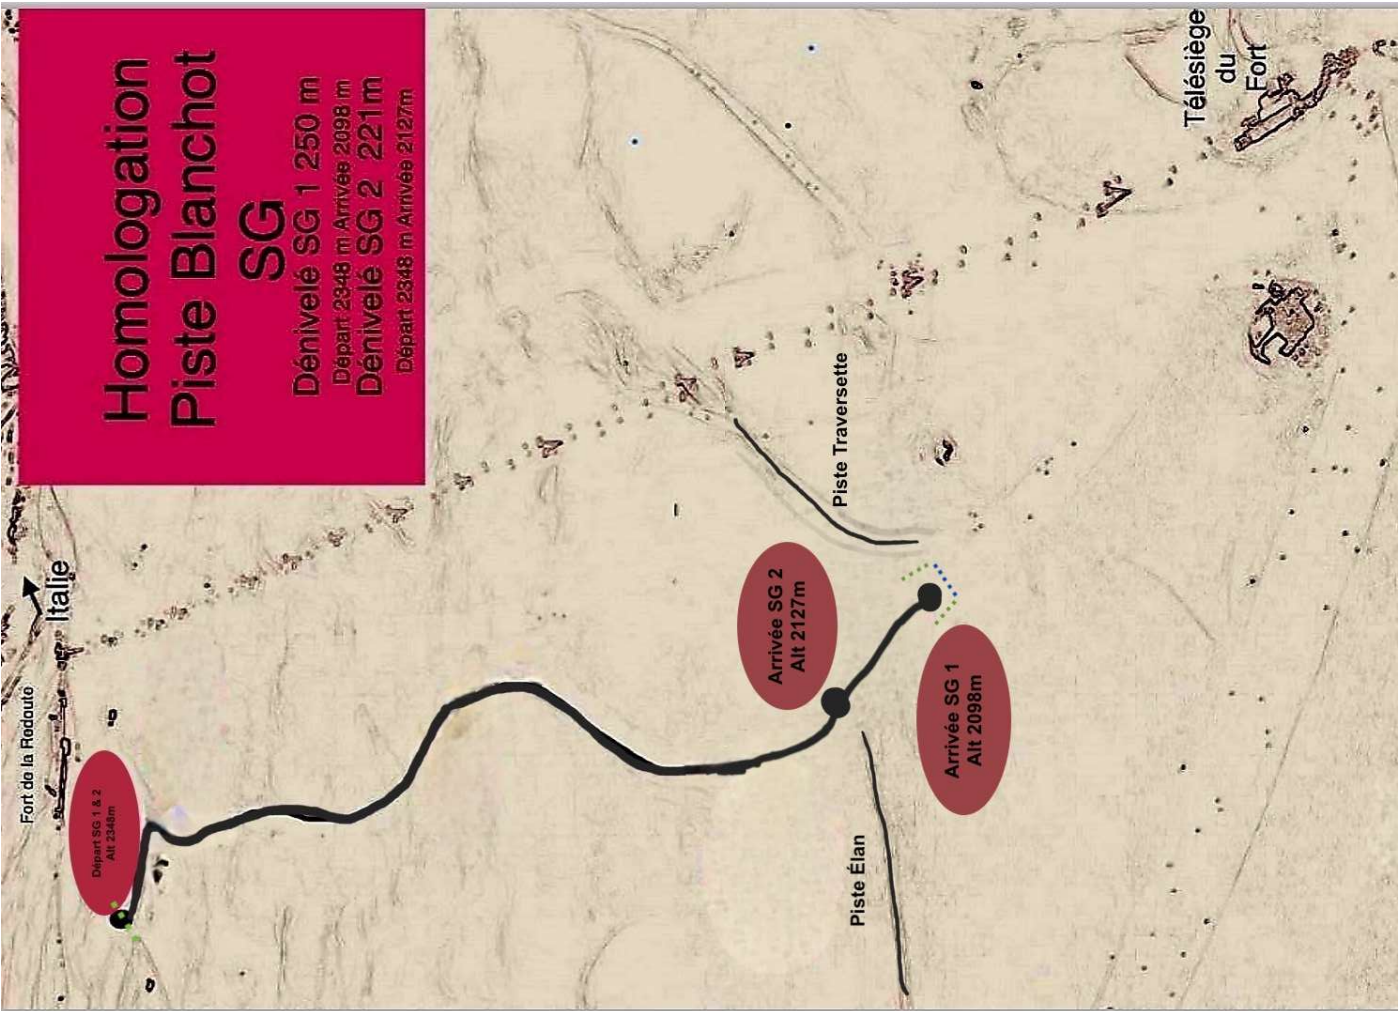 Homologation
Piste Blanchot
SG
Dénivelé SG 1 250 m
Départ 2348 m Arrivée 2098 m
Dénivelé SG 2 221m
Départ 2348 m Arrivée 2127m
Télésiège
du
Fort
Italie
Fort de la Redoute
Départ SG 1 & 2
Alt 2348m
Piste Traversette
Arrivée SG 2
Alt 2127m
Arrivée SG 1
Alt 2098m
Piste Élan